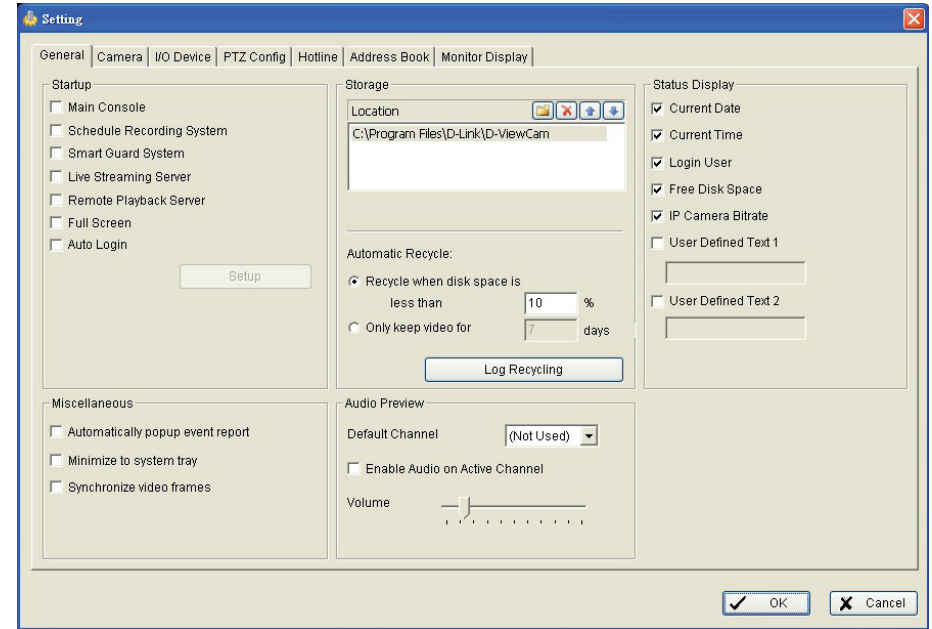 Setting
General Camera I/O Device PTZ Config Hotline Address Book Monitor Display
Startup
Main Console
Schedule Recording System
Smart Guard System
Live Streaming Server
Remote Playback Server
Full Screen
Auto Login
Setup
Storage
Location
C:\Program Files\D-Link\D-ViewCam
Automatic Recycle:
Recycle when disk space is
less than 10 %
Only keep video for 7 days
Log Recycling
Status Display
Current Date
Current Time
Login User
Free Disk Space
IP Camera Bitrate
User Defined Text 1
User Defined Text 2
Miscellaneous
Automatically popup event report
Minimize to system tray
Synchronize video frames
Audio Preview
Default Channel (Not Used)
Enable Audio on Active Channel
Volume
OK Cancel